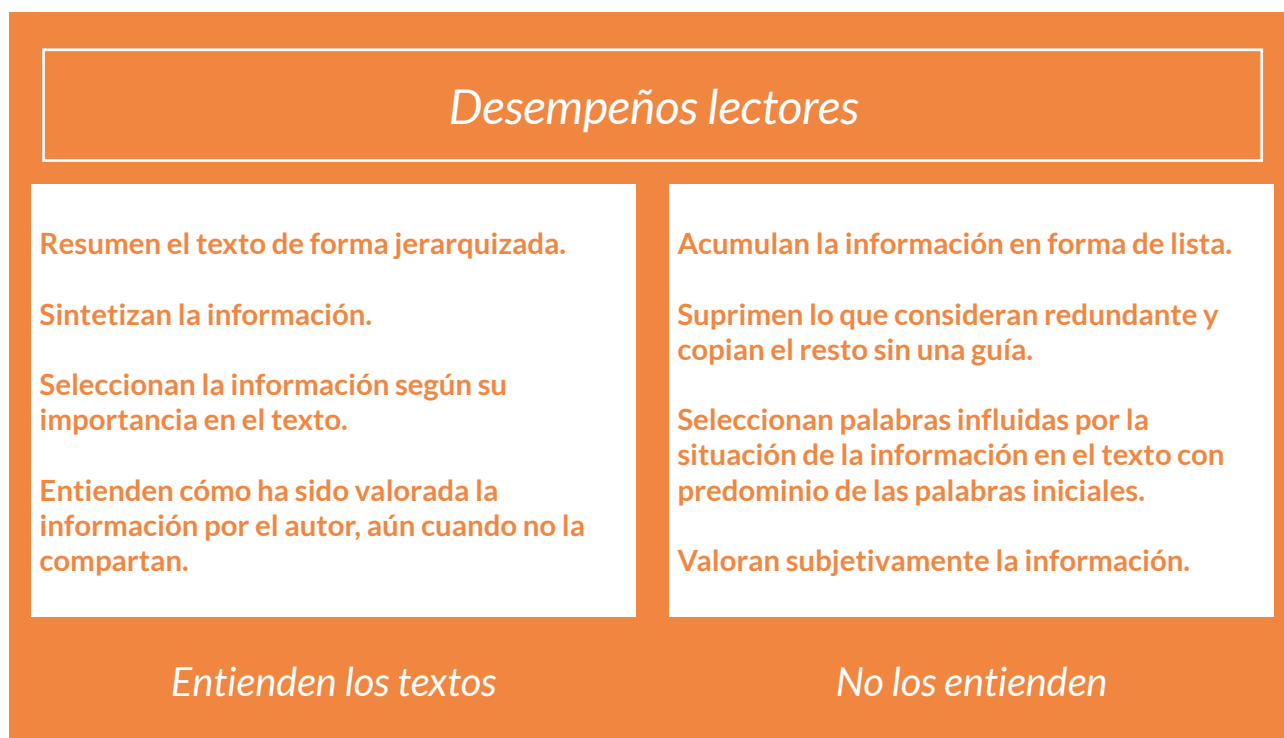 Desempeños lectores
Resumen el texto de forma jerarquizada.
Sintetizan la información.
Seleccionan la información según su
importancia en el texto.
Entienden cómo ha sido valorada la
información por el autor, aún cuando no la
compartan.
Entienden los textos
Acumulan la información en forma de lista.
Suprimen lo que consideran redundante y
copian el resto sin una guía.
Seleccionan palabras influidas por la
situación de la información en el texto con
predominio de las palabras iniciales.
Valoran subjetivamente la información.
No los entienden